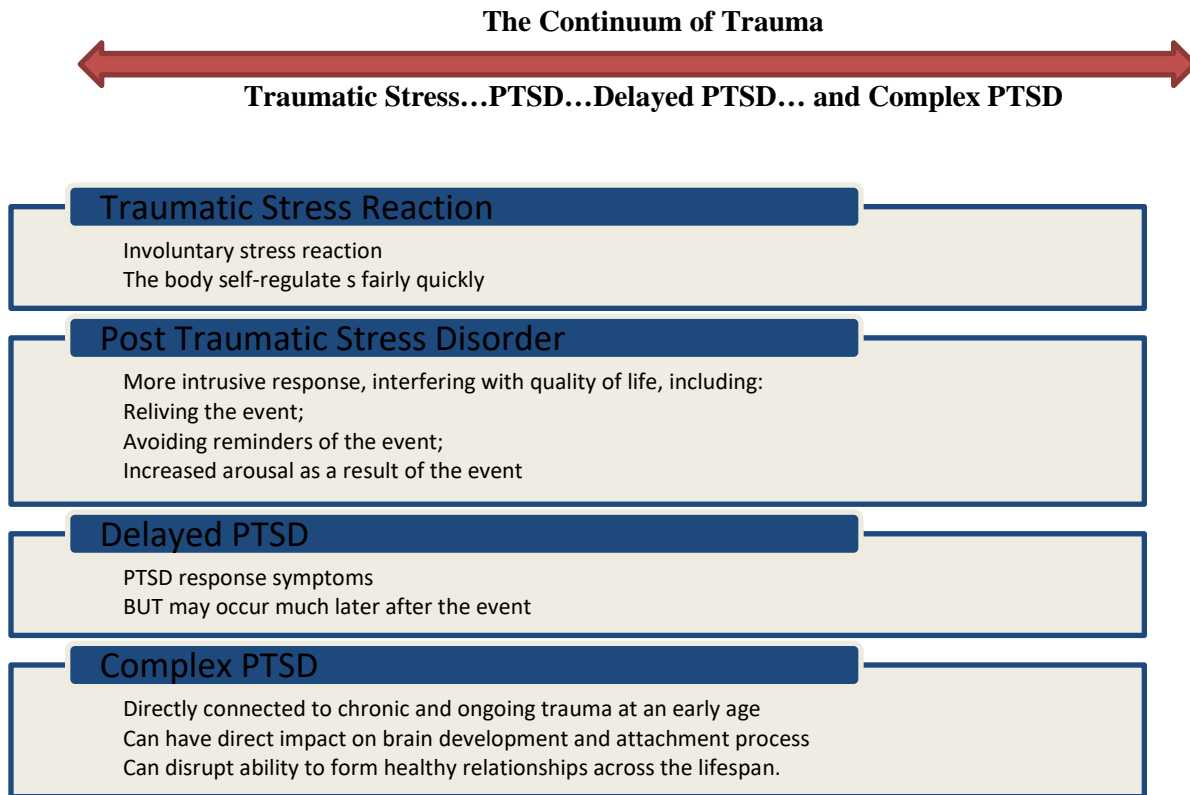 The Continuum of Trauma
Traumatic Stress…PTSD…Delayed PTSD… and Complex PTSD
Traumatic Stress Reaction
Involuntary stress reaction
The body self-regulate s fairly quickly
Post Traumatic Stress Disorder
More intrusive response, interfering with quality of life, including:
Reliving the event;
Avoiding reminders of the event;
Increased arousal as a result of the event
Delayed PTSD
PTSD response symptoms
BUT may occur much later after the event
Complex PTSD
Directly connected to chronic and ongoing trauma at an early age
Can have direct impact on brain development and attachment process
Can disrupt ability to form healthy relationships across the lifespan.